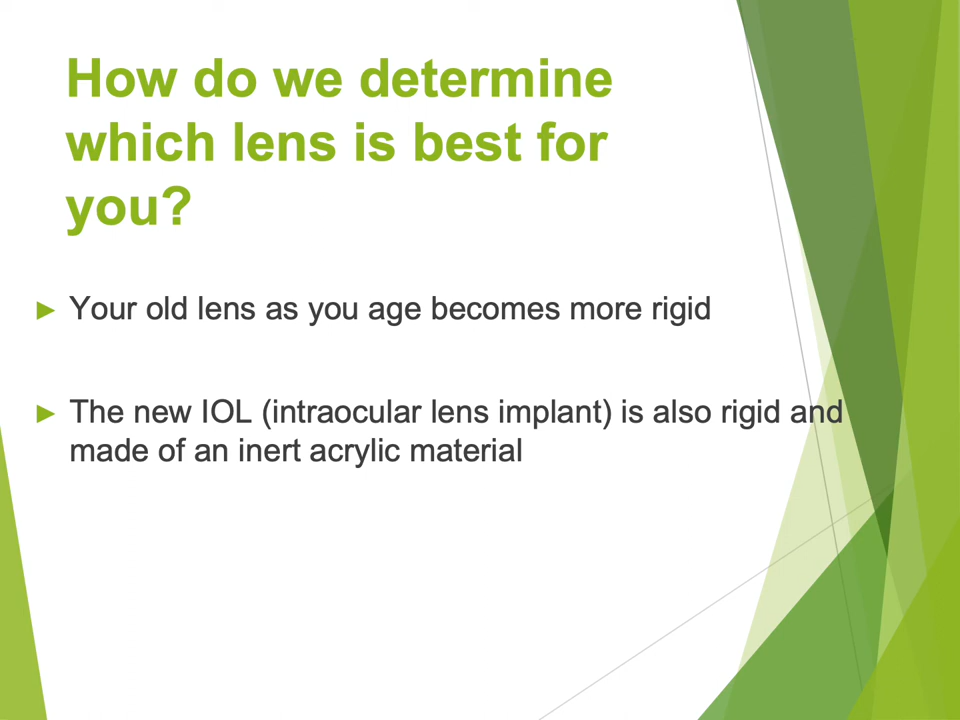 How do we determine
which lens is best for
you?
Your old lens as you age becomes more rigid
The new IOL (intraocular lens implant) is also rigid and
made of an inert acrylic material